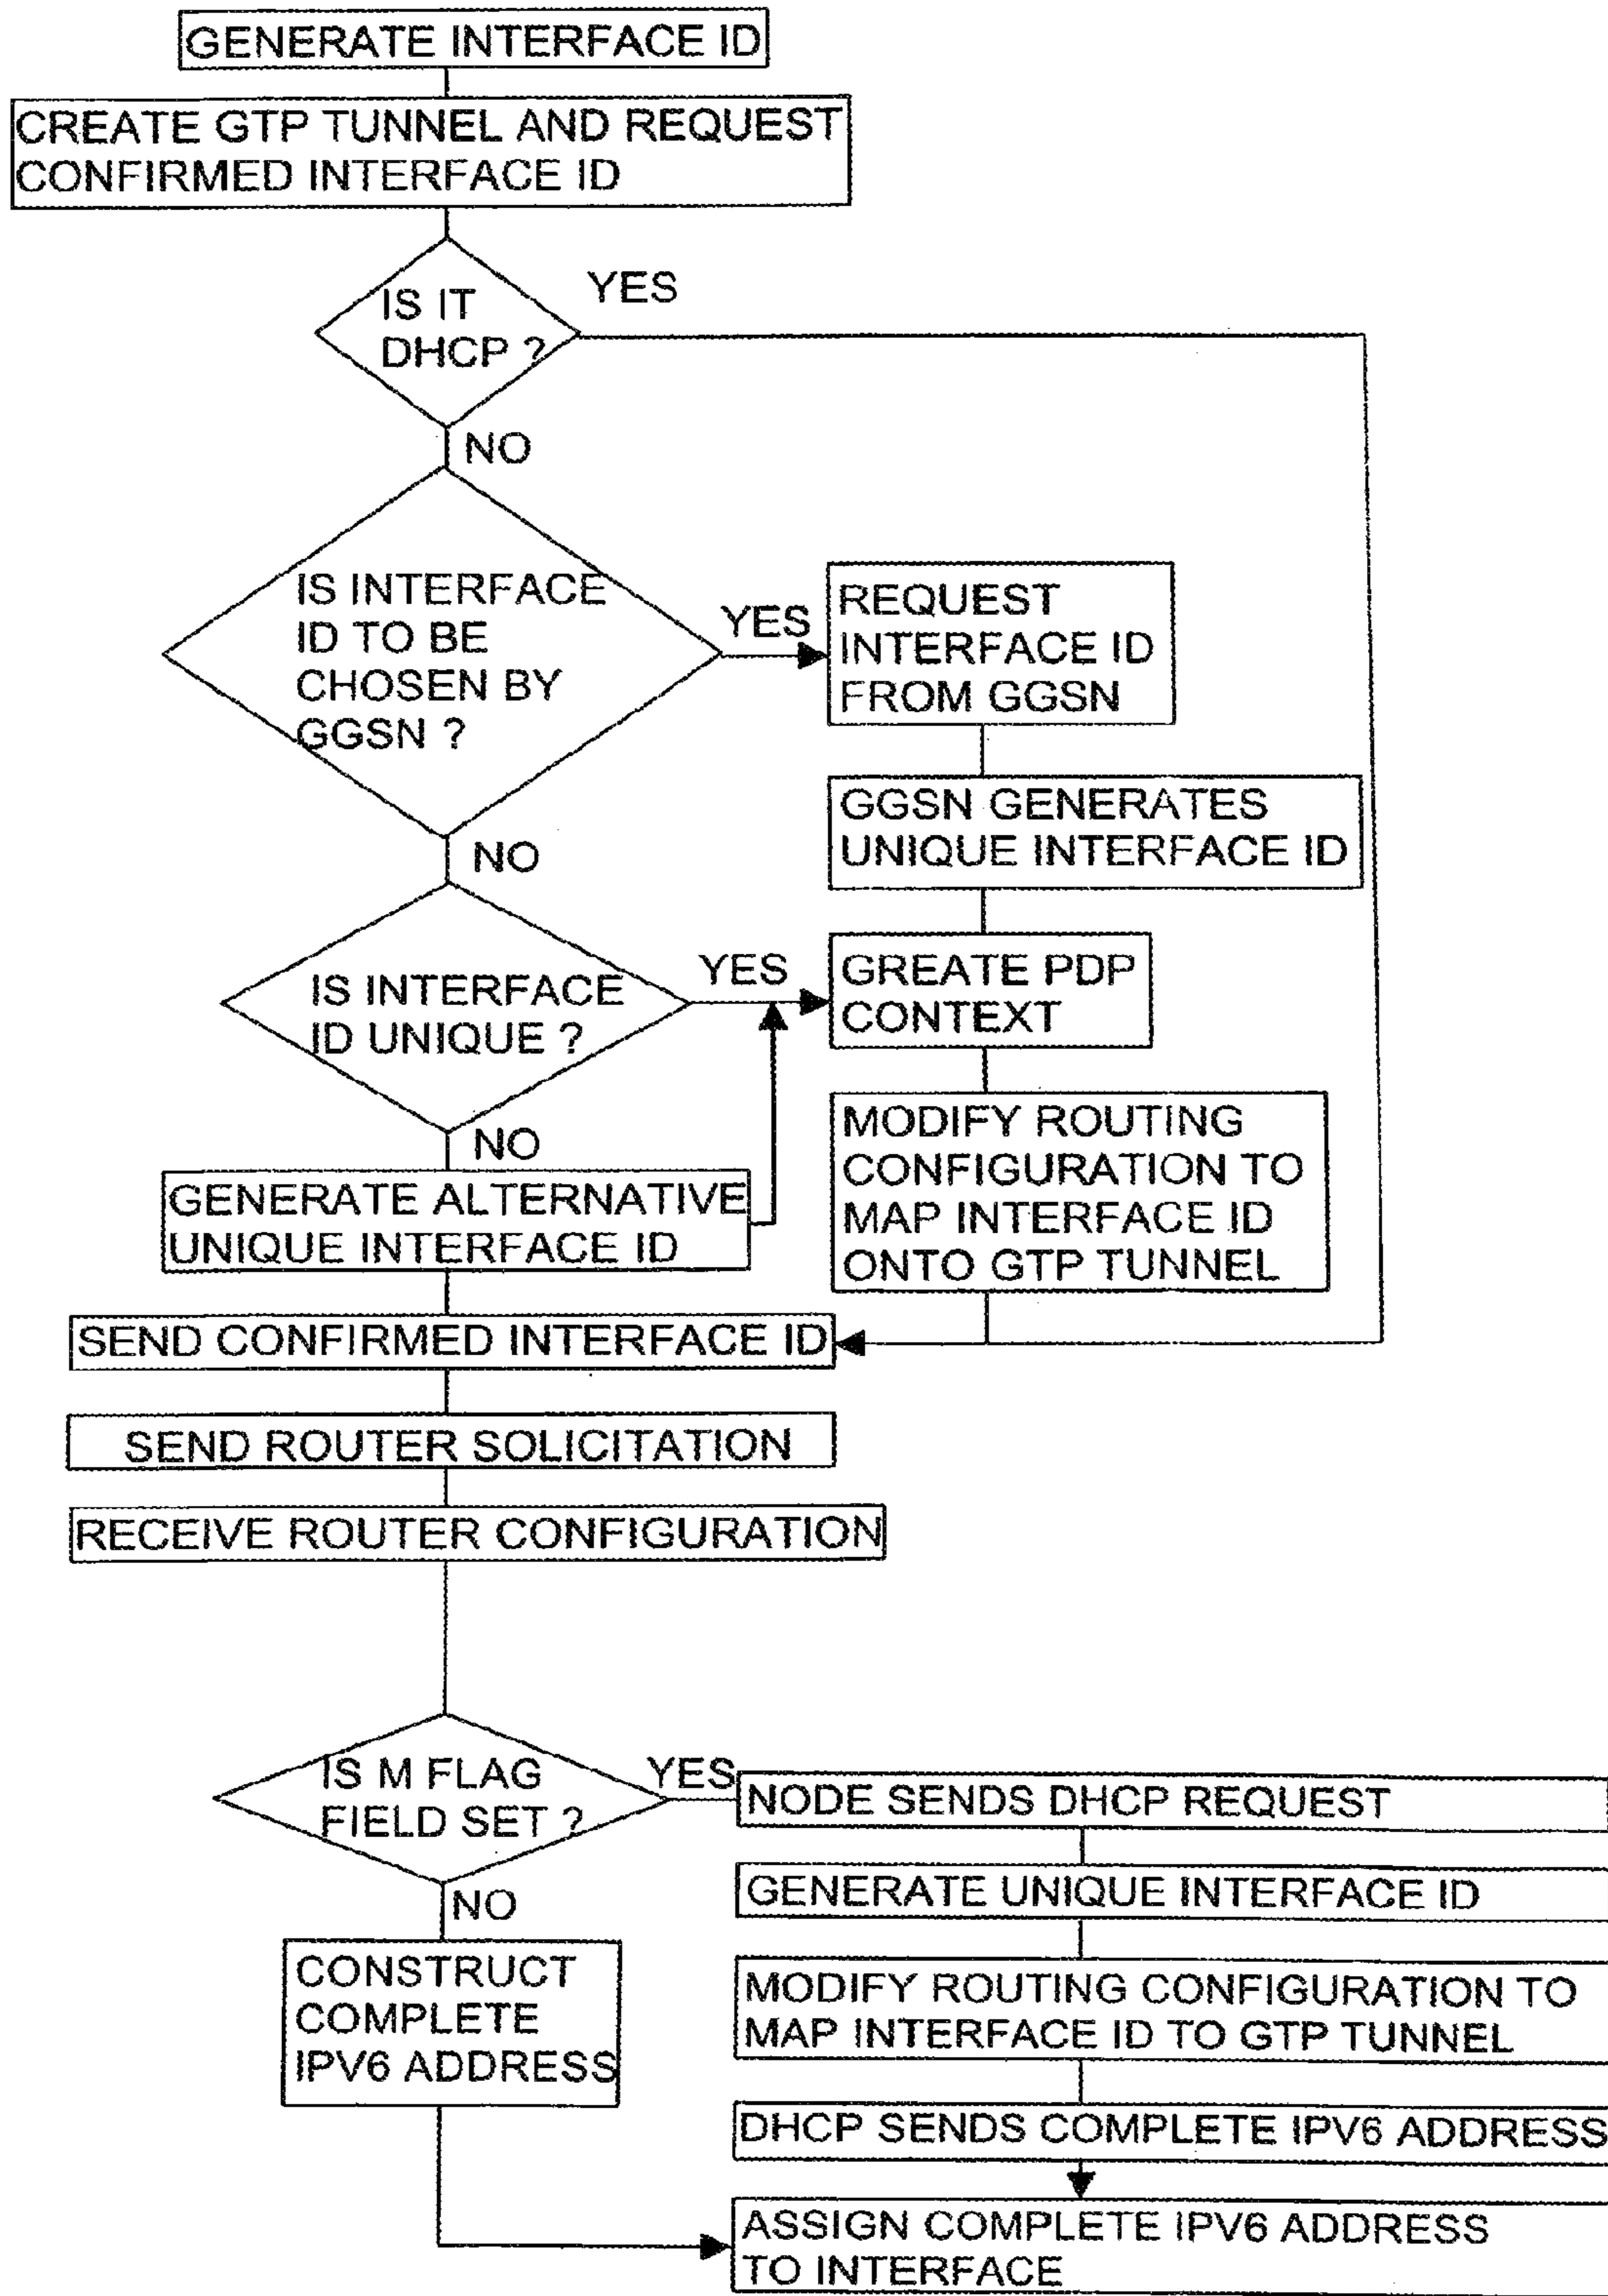 GENERATE INTERFACE ID
CREATE GTP TUNNEL AND REQUEST
CONFIRMED INTERFACE ID
IS IT
DHCP ?
YES
NO
IS INTERFACE
ID TO BE
CHOSEN BY
GGSN ?
YES
REQUEST
INTERFACE ID
FROM GGSN
GGSN GENERATES
UNIQUE INTERFACE ID
NO
IS INTERFACE
ID UNIQUE ?
YES
GREATE PDP
CONTEXT
MODIFY ROUTING
CONFIGURATION TO
MAP INTERFACE ID
ONTO GTP TUNNEL
NO
GENERATE ALTERNATIVE
UNIQUE INTERFACE ID
SEND CONFIRMED INTERFACE ID
SEND ROUTER SOLICITATION
RECEIVE ROUTER CONFIGURATION
IS M FLAG
FIELD SET ?
YES
NODE SENDS DHCP REQUEST
GENERATE UNIQUE INTERFACE ID
MODIFY ROUTING CONFIGURATION TO
MAP INTERFACE ID TO GTP TUNNEL
DHCP SENDS COMPLETE IPV6 ADDRESS
NO
CONSTRUCT
COMPLETE
IPV6 ADDRESS
ASSIGN COMPLETE IPV6 ADDRESS
TO INTERFACE